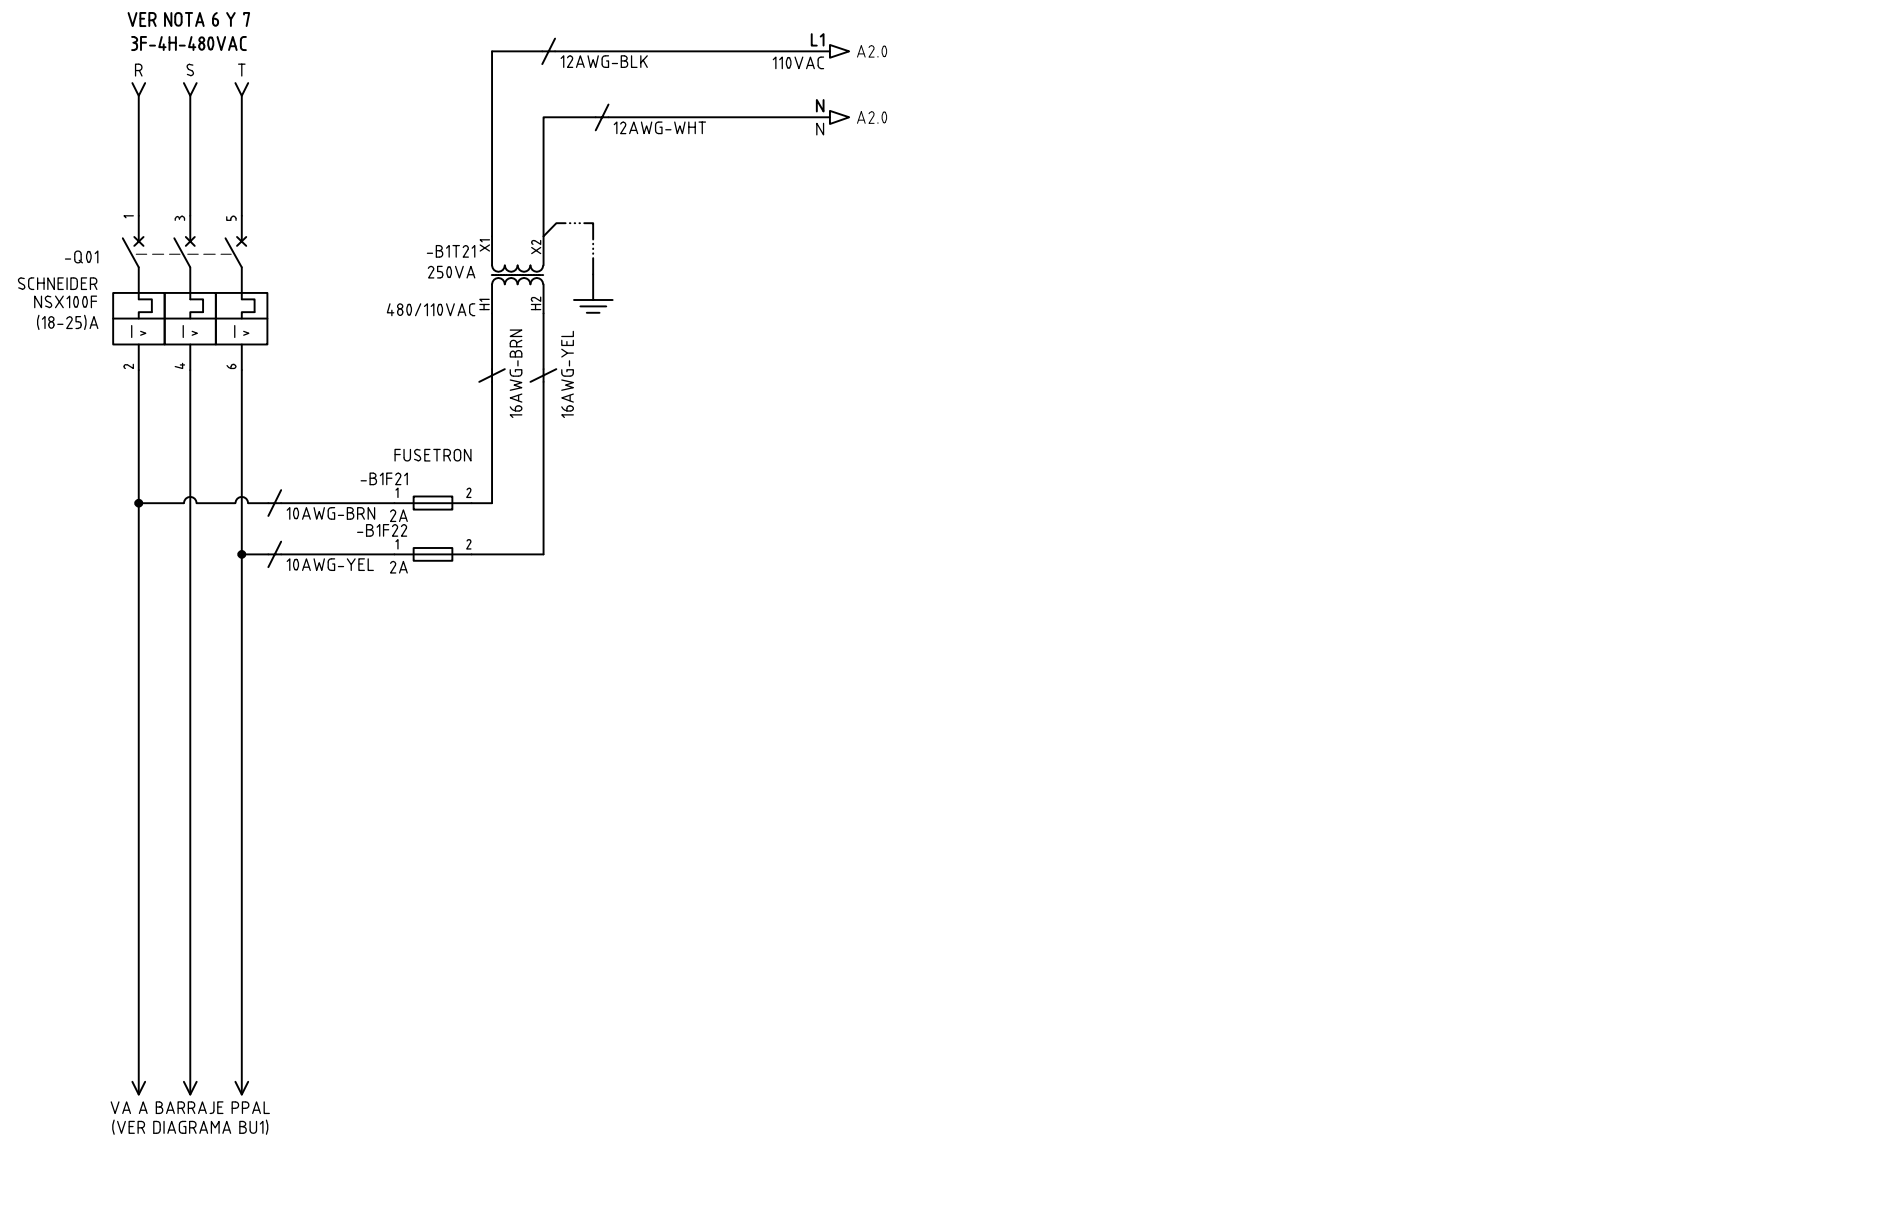 VER NOTA 6 Y 7
3F-4H-480VAC
R S T
1 3 5
-Q01
SCHNEIDER
NSX100F
(18-25)A
I > I > I >
2 4 6
L1
12AWG-BLK
110VAC
A2.0
N
12AWG-WHT
N
A2.0
X1 X2
-B1T21
250VA
480/110VAC
H1 H2
16AWG-BRN
16AWG-YEL
FUSETRON
-B1F21
1 2
10AWG-BRN 2A
-B1F22
1 2
10AWG-YEL 2A
VA A BARRAJE PPAL
(VER DIAGRAMA BU1)